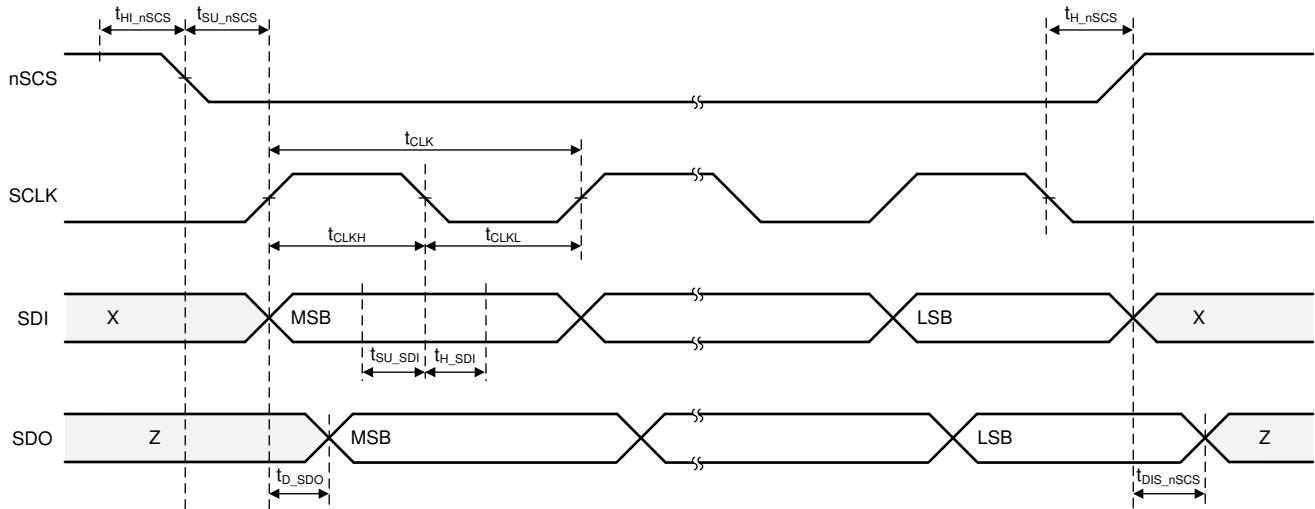 tHI_nSCS tSU_nSCS tH_nSCS
nSCS
tCLK
SCLK
tCLKH tCLKL
SDI X MSB LSB X
tSU_SDI tH_SDI
SDO Z MSB LSB Z
tD_SDO tDIS_nSCS